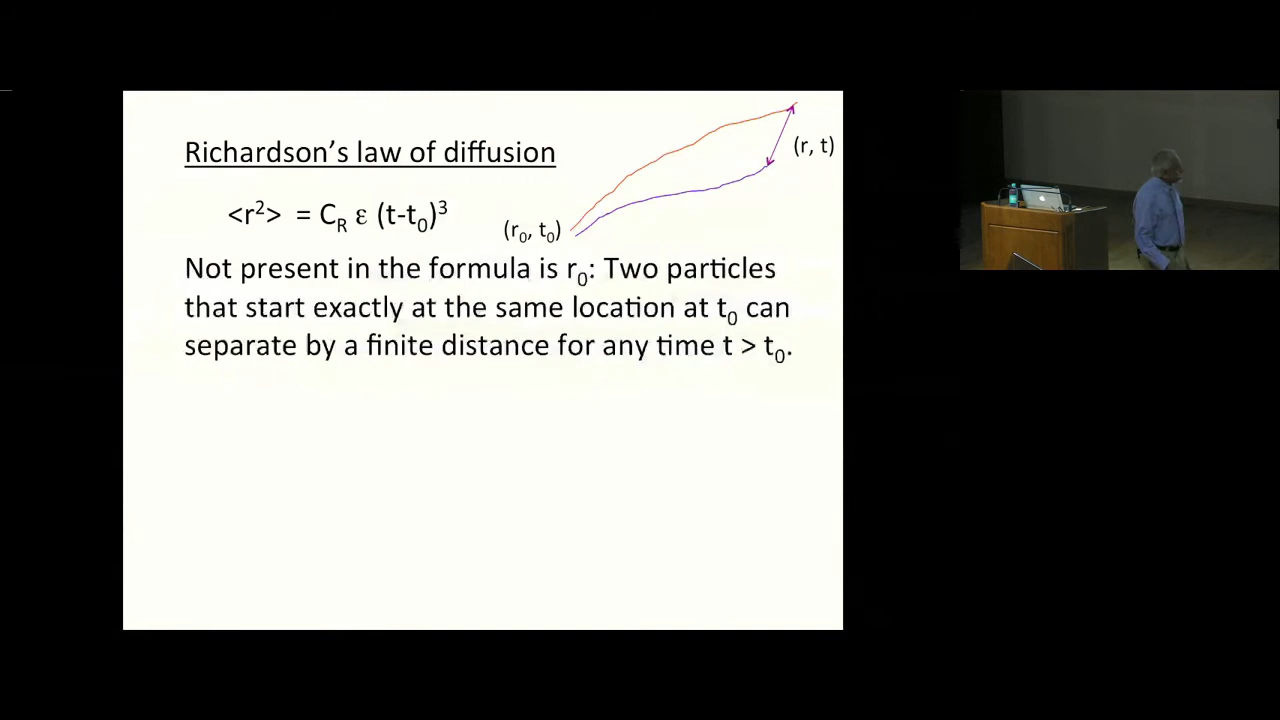 Richardson's law of diffusion
(r, t)
<r²> = C_R ε (t-t₀)³
(r₀, t₀)
Not present in the formula is r₀: Two particles
that start exactly at the same location at t₀ can
separate by a finite distance for any time t > t₀.